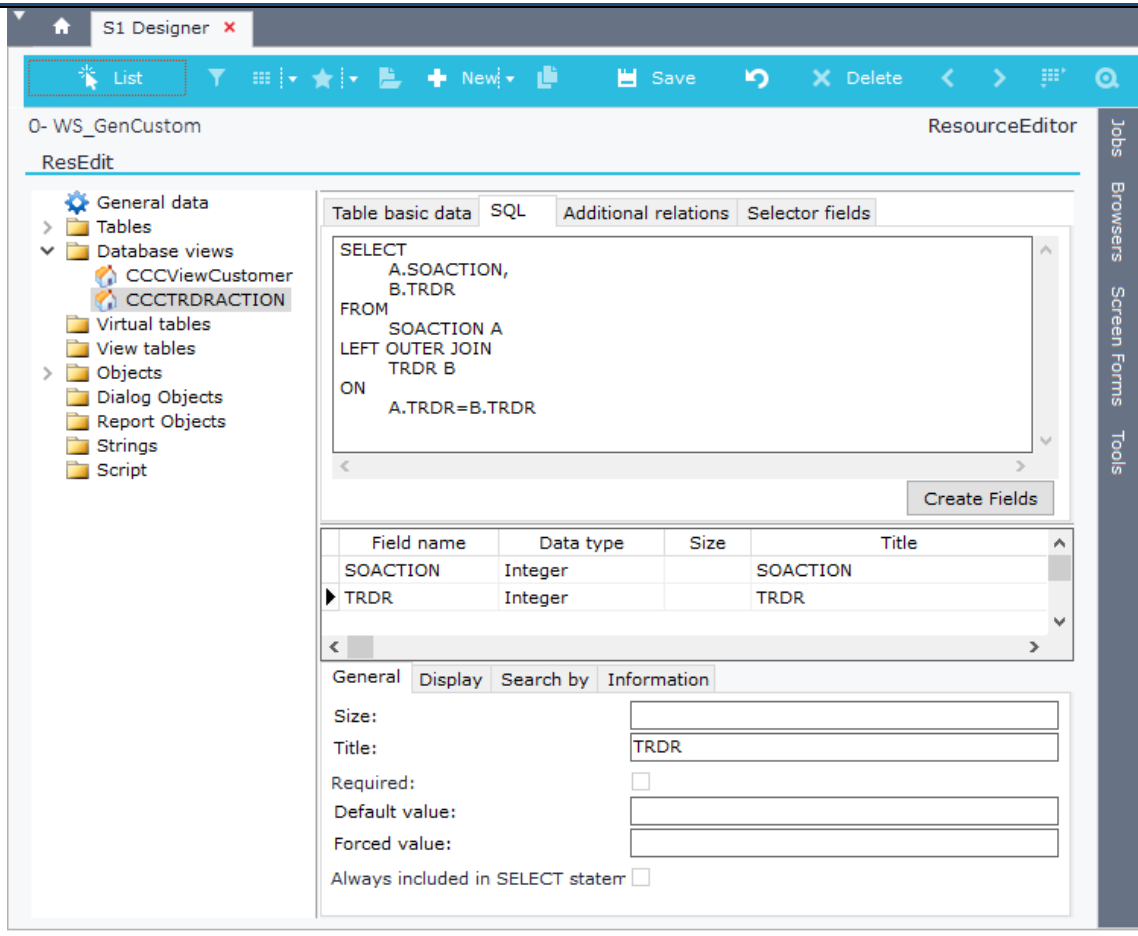 S1 Designer
List New Save Delete
0- WS_GenCustom ResourceEditor
ResEdit
General data
Tables
Database views
CCCViewCustomer
CCCTRDRACTION
Virtual tables
View tables
Objects
Dialog Objects
Report Objects
Strings
Script
Table basic data SQL Additional relations Selector fields
SELECT
A.SOACTION,
B.TRDR
FROM
SOACTION A
LEFT OUTER JOIN
TRDR B
ON
A.TRDR=B.TRDR
Create Fields
Field name Data type Size Title
SOACTION Integer SOACTION
TRDR Integer TRDR
General Display Search by Information
Size:
Title: TRDR
Required:
Default value:
Forced value:
Always included in SELECT statem
Jobs
Browsers
Screen Forms
Tools